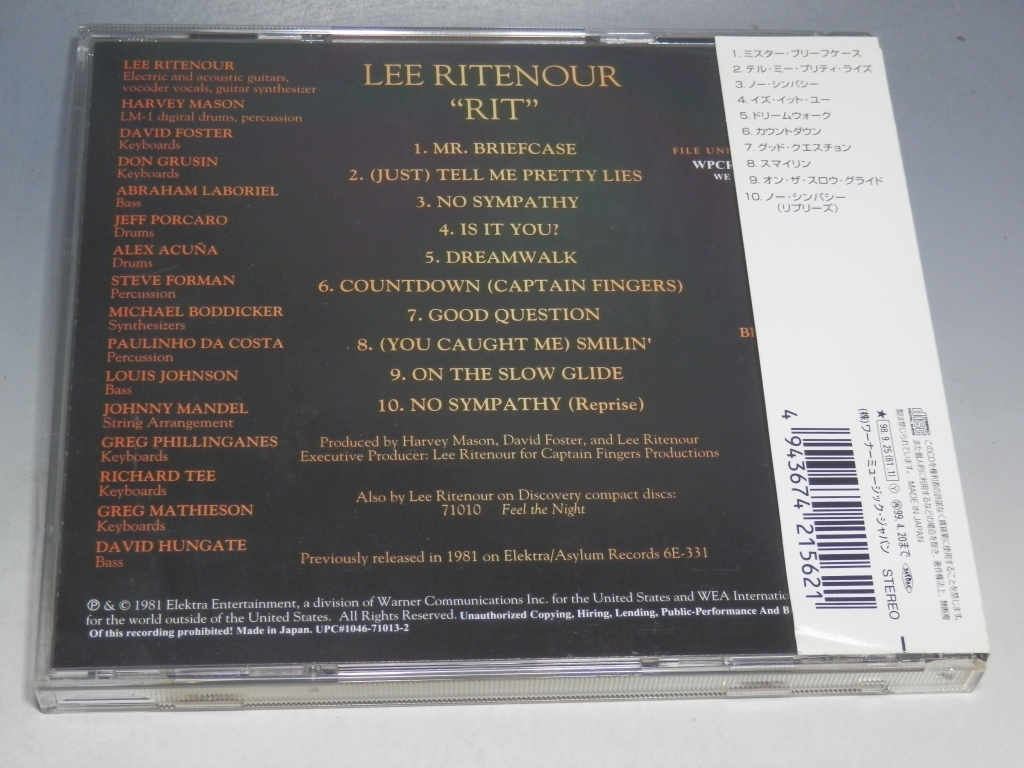 LEE RITENOUR
Electric and acoustic guitars,
vocoder vocals, guitar synthesizer
HARVEY MASON
LM-1 digital drums, percussion
DAVID FOSTER
Keyboards
DON GRUSIN
Keyboards
ABRAHAM LABORIEL
Bass
JEFF PORCARO
Drums
ALEX ACUÑA
Drums
STEVE FORMAN
Percussion
MICHAEL BODDICKER
Synthesizers
PAULINHO DA COSTA
Percussion
LOUIS JOHNSON
Bass
JOHNNY MANDEL
String Arrangement
GREG PHILLINGANES
Keyboards
RICHARD TEE
Keyboards
GREG MATHIESON
Keyboards
DAVID HUNGATE
Bass
LEE RITENOUR
"RIT"
1. MR. BRIEFCASE
2. (JUST) TELL ME PRETTY LIES
3. NO SYMPATHY
4. IS IT YOU?
5. DREAMWALK
6. COUNTDOWN (CAPTAIN FINGERS)
7. GOOD QUESTION
8. (YOU CAUGHT ME) SMILIN'
9. ON THE SLOW GLIDE
10. NO SYMPATHY (Reprise)
Produced by Harvey Mason, David Foster, and Lee Ritenour
Executive Producer: Lee Ritenour for Captain Fingers Productions
Also by Lee Ritenour on Discovery compact discs:
71010 Feel the Night
Previously released in 1981 on Elektra/Asylum Records 6E-331
℗ & © 1981 Elektra Entertainment, a division of Warner Communications Inc. for the United States and WEA Internatio
for the world outside of the United States. All Rights Reserved. Unauthorized Copying, Hiring, Lending, Public-Performance And B
Of this recording prohibited! Made in Japan. UPC#1046-71013-2
FILE UN
WPC
WE
B
1. ミスター・ブリーフケース
2. テル・ミー・プリティ・ライズ
3. ノー・シンパシー
4. イズ・イット・ユー
5. ドリームウォーク
6. カウントダウン
7. グッド・クエスチョン
8. スマイリン
9. オン・ザ・スロウ・グライド
10. ノー・シンパシー
(リプリーズ)
4 943674 215621
(株)ワーナーミュージック・ジャパン STEREO
★'98. 9. 25('81. 11) 99. 4. 20まで
MADE IN JAPAN